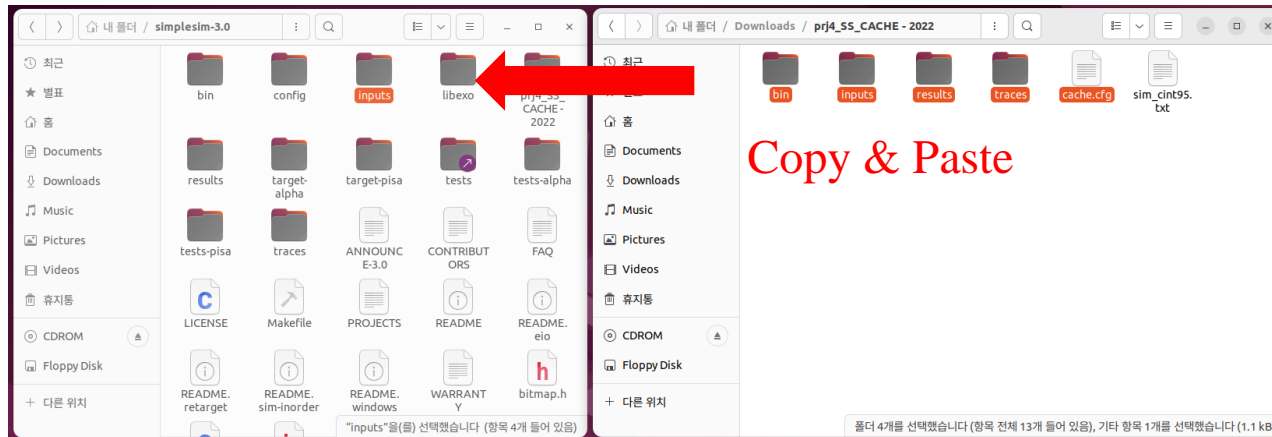 내 폴더 / simplesim-3.0
최근
별표
홈
Documents
Downloads
Music
Pictures
Videos
휴지통
CDROM
Floppy Disk
다른 위치
bin
config
inputs
libexo
prj4_SS_
CACHE -
2022
results
target-
alpha
target-pisa
tests
tests-alpha
tests-pisa
traces
ANNOUNC
E-3.0
CONTRIBUT
ORS
FAQ
LICENSE
Makefile
PROJECTS
README
README.
eio
README.
retarget
README.
sim-inorder
README.
windows
WARRANT
Y
bitmap.h
"inputs"을(를) 선택했습니다 (항목 4개 들어 있음)
내 폴더 / Downloads / prj4_SS_CACHE - 2022
최근
홈
Documents
Downloads
Music
Pictures
Videos
휴지통
CDROM
Floppy Disk
다른 위치
bin
inputs
results
traces
cache.cfg
sim_cint95.
txt
Copy & Paste
폴더 4개를 선택했습니다 (항목 전체 13개 들어 있음), 기타 항목 1개를 선택했습니다 (1.1 kB